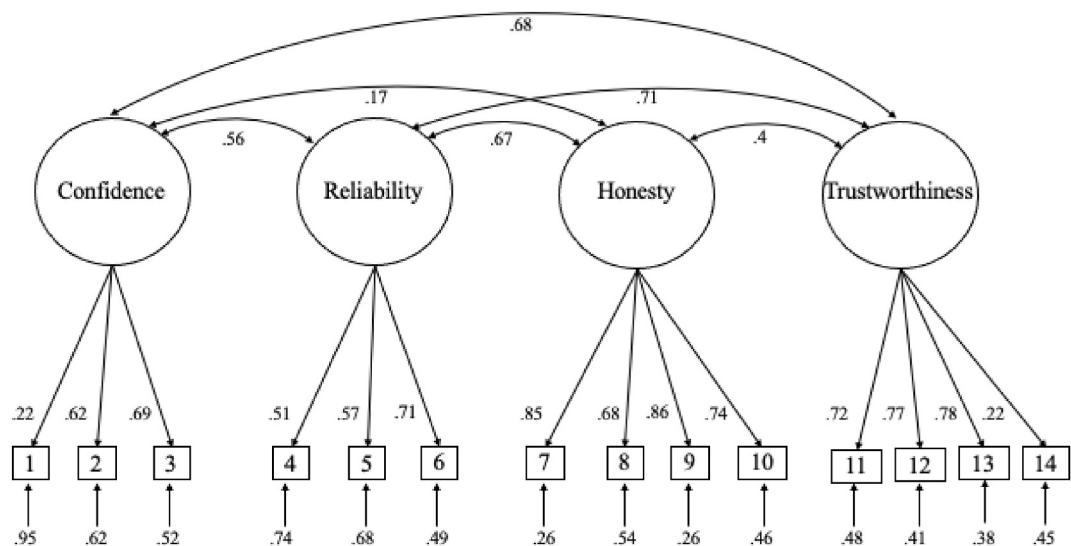 .68
.17 .71
.56 .67 .4
Confidence Reliability Honesty Trustworthiness
.22 .62 .69 .51 .57 .71 .85 .68 .86 .74 .72 .77 .78 .22
1 2 3 4 5 6 7 8 9 10 11 12 13 14
.95 .62 .52 .74 .68 .49 .26 .54 .26 .46 .48 .41 .38 .45